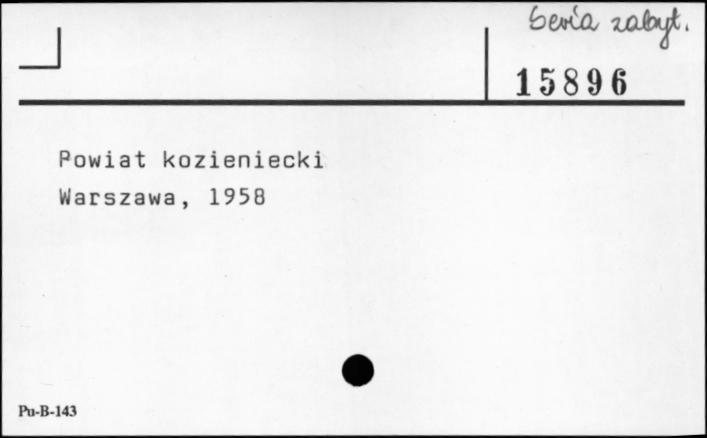 Seria zabyt.
15896
Powiat kozieniecki
Warszawa, 1958
Pu-B-143